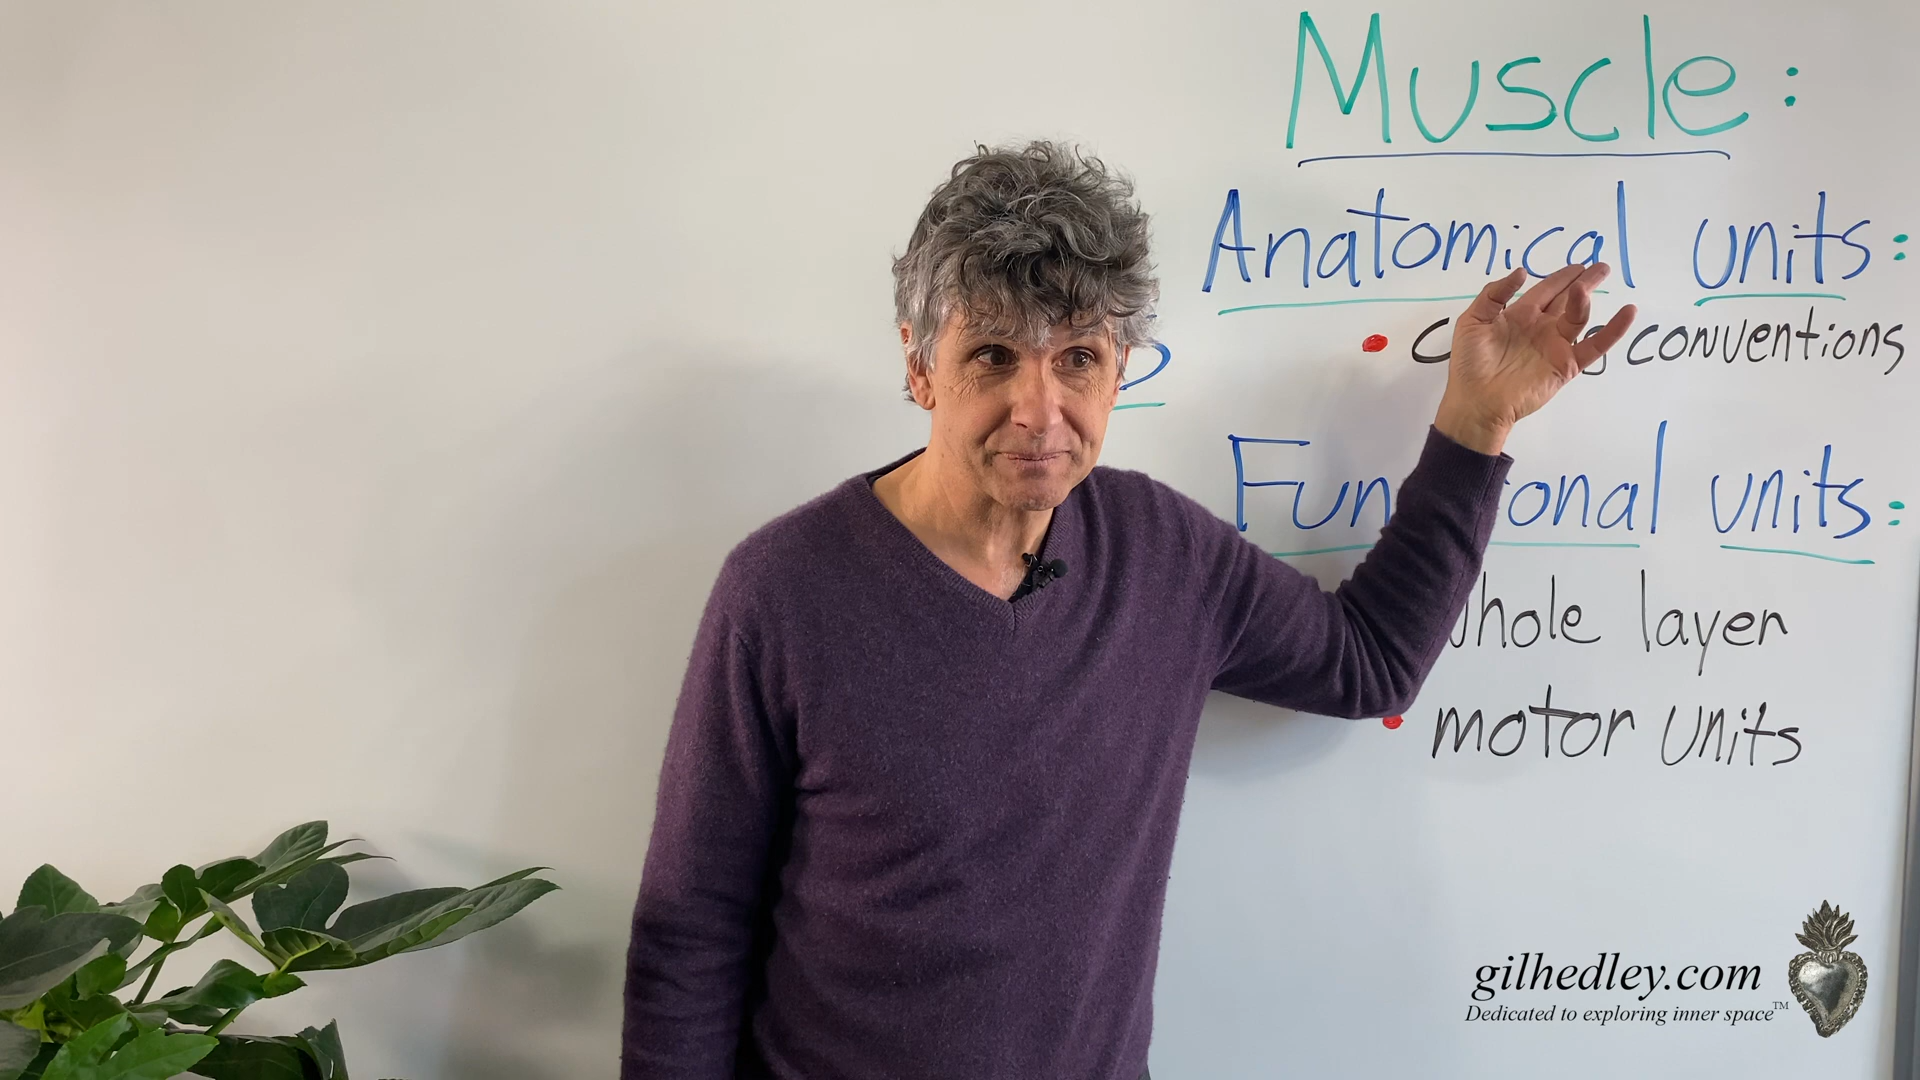 Muscle:
Anatomical units:
conventions
Functional units:
whole layer
motor units
gilhedley.com
Dedicated to exploring inner space™